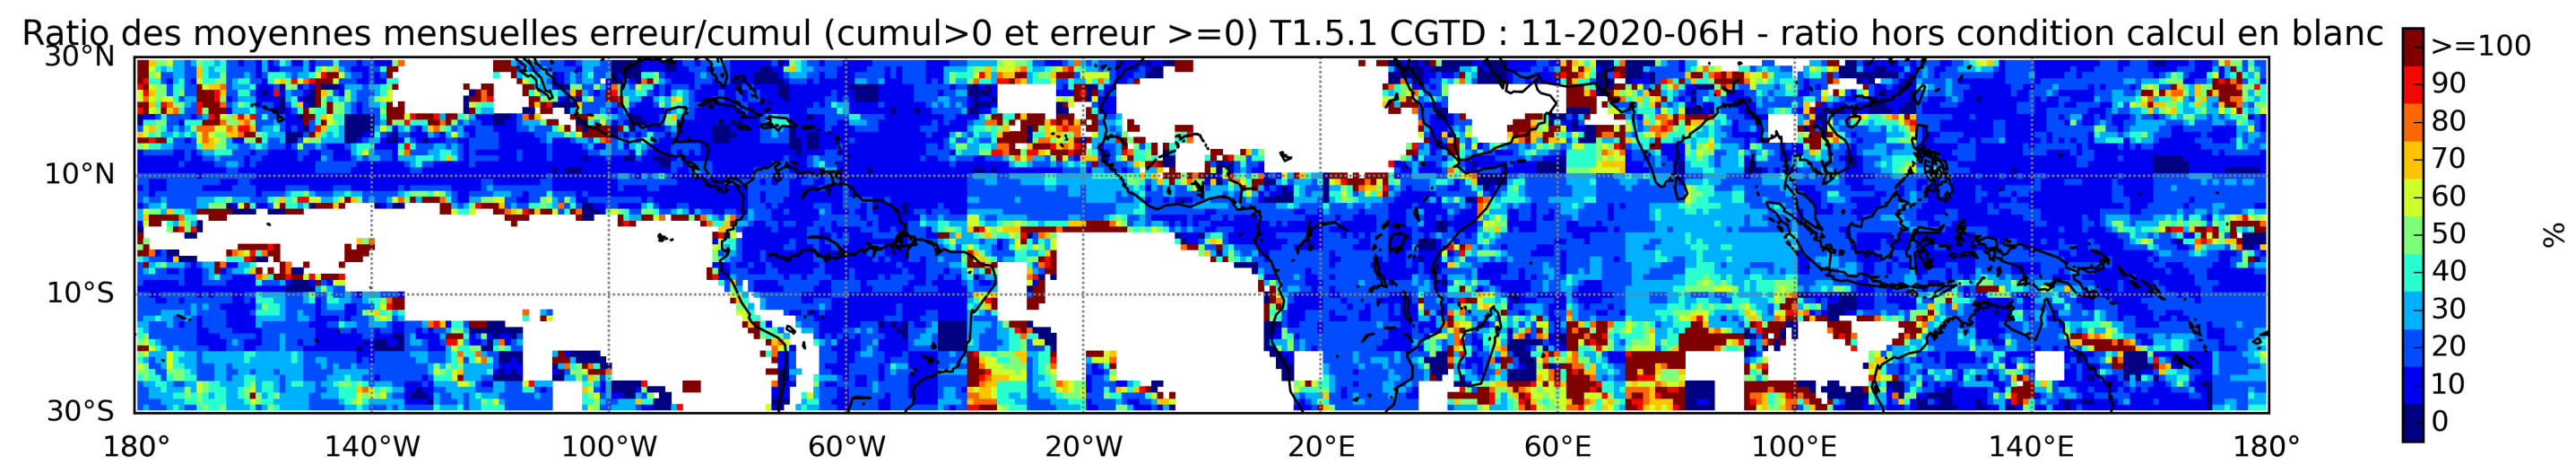 Ratio des moyennes mensuelles erreur/cumul (cumul>0 et erreur >=0) T1.5.1 CGTD : 11-2020-06H - ratio hors condition calcul en blanc
30°N
10°N
10°S
30°S
180° 140°W 100°W 60°W 20°W 20°E 60°E 100°E 140°E 180°
>=100
90
80
70
60
50
40
30
20
10
0
%